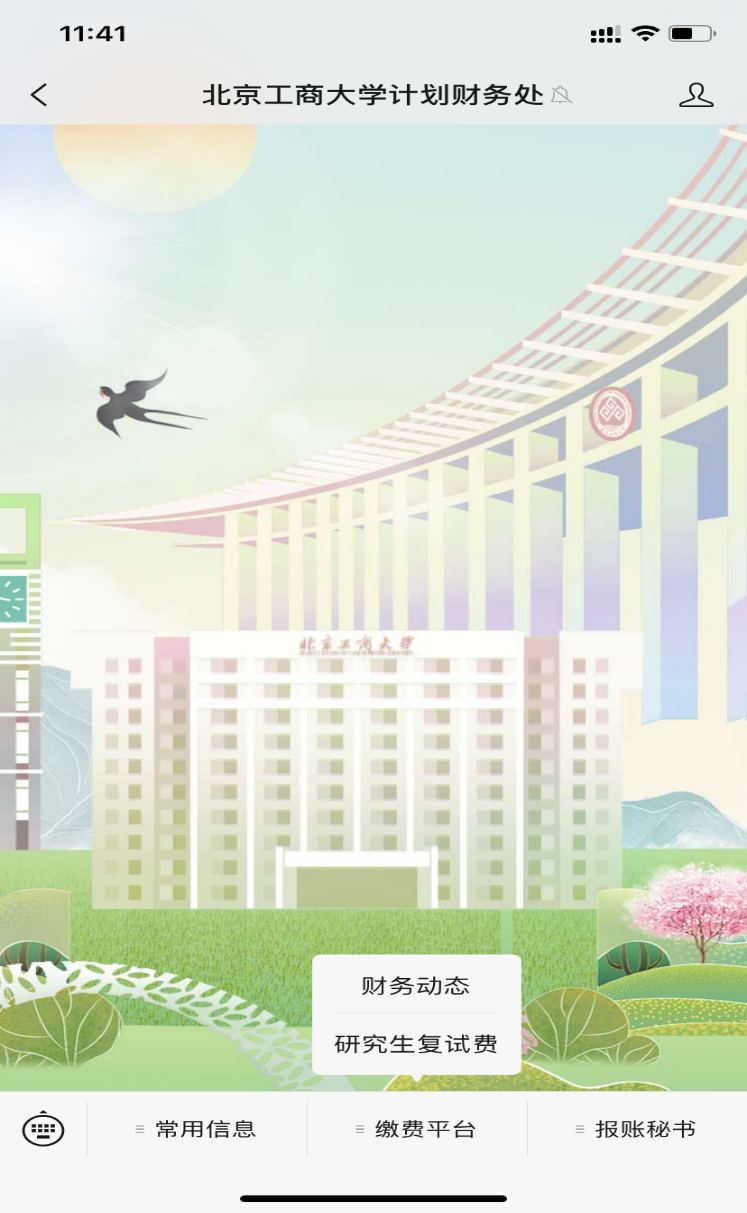 11:41
北京工商大学计划财务处
北京工商大学
财务动态
研究生复试费
常用信息
缴费平台
报账秘书